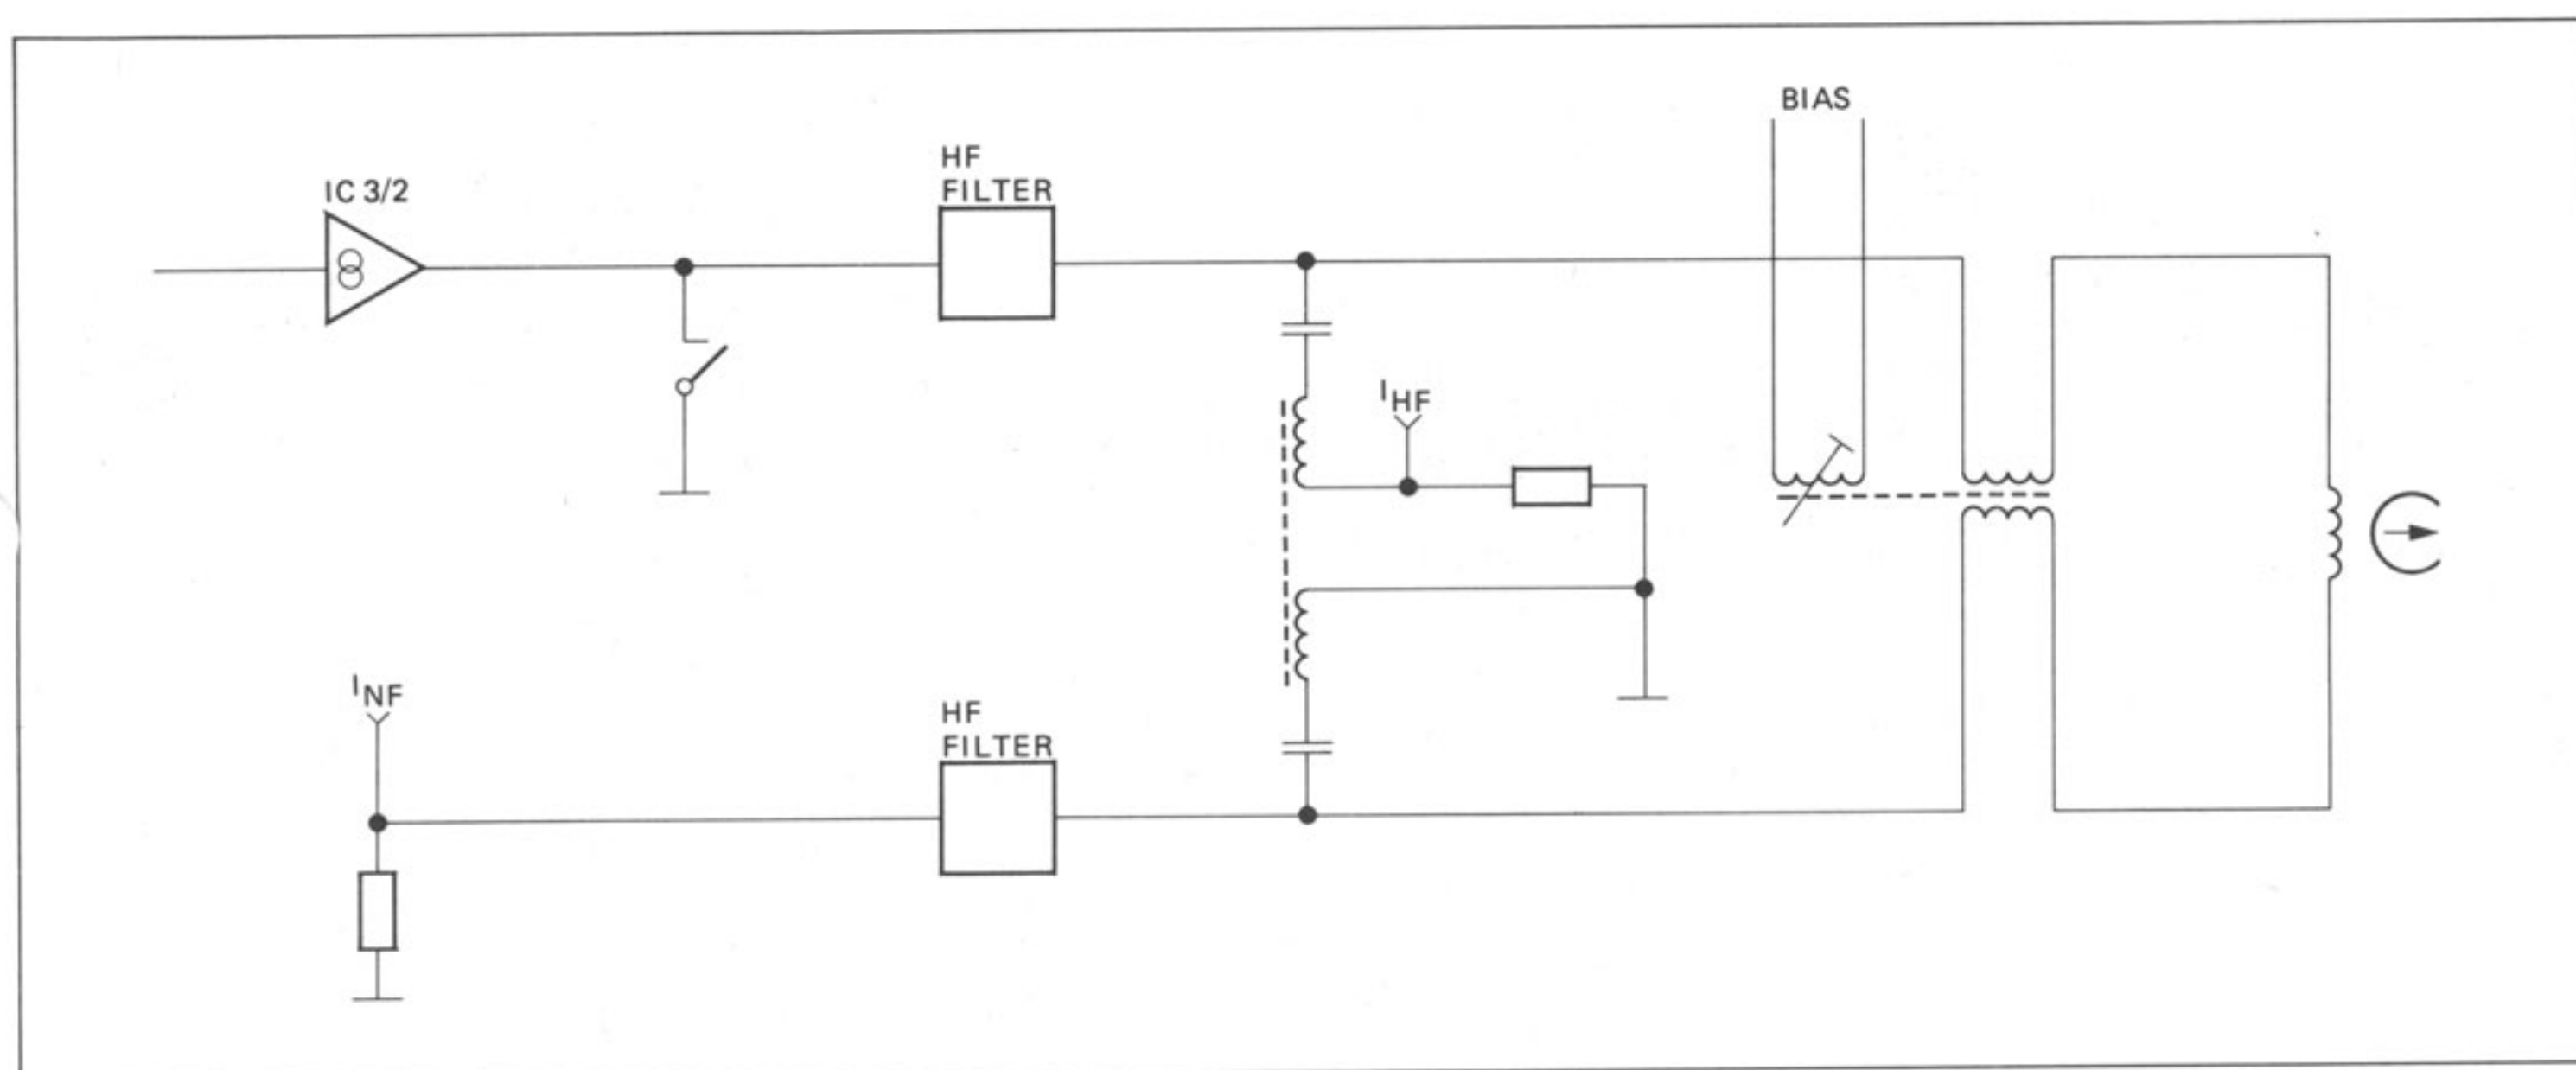 BIAS
HF
FILTER
IC 3/2
IHF
INF
HF
FILTER